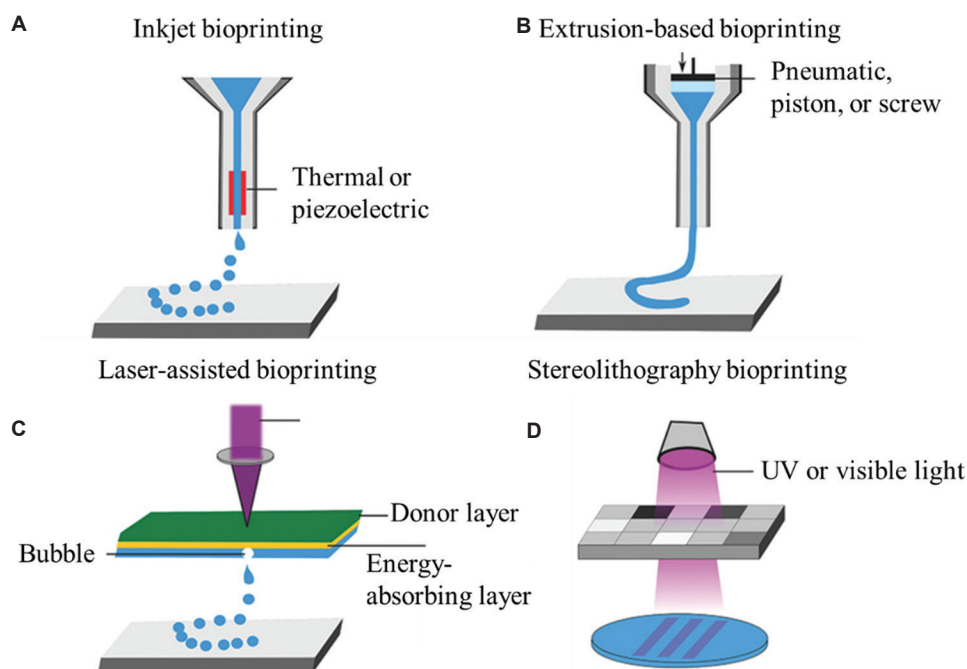 A
Inkjet bioprinting
Thermal or
piezoelectric
B
Extrusion-based bioprinting
Pneumatic,
piston, or screw
Laser-assisted bioprinting
C
Donor layer
Bubble
Energy-
absorbing layer
Stereolithography bioprinting
D
UV or visible light